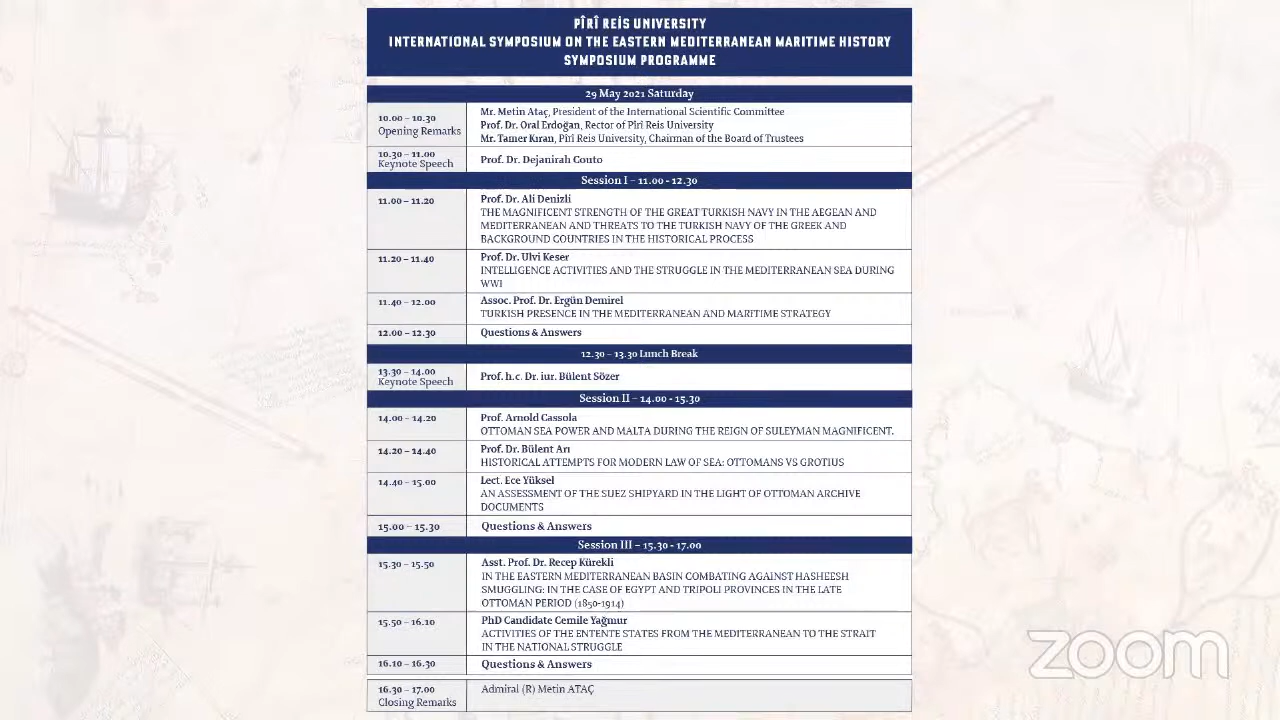 PÎRÎ REİS UNIVERSITY
INTERNATIONAL SYMPOSIUM ON THE EASTERN MEDITERRANEAN MARITIME HISTORY
SYMPOSIUM PROGRAMME
29 May 2021 Saturday
10.00 – 10.30
Opening Remarks
Mr. Metin Ataç, President of the International Scientific Committee
Prof. Dr. Oral Erdoğan, Rector of Pîrî Reis University
Mr. Tamer Kıran, Pîrî Reis University, Chairman of the Board of Trustees
10.30 – 11.00
Keynote Speech
Prof. Dr. Dejanirah Couto
Session I – 11.00 - 12.30
11.00 – 11.20
Prof. Dr. Ali Denizli
THE MAGNIFICENT STRENGTH OF THE GREAT TURKISH NAVY IN THE AEGEAN AND
MEDITERRANEAN AND THREATS TO THE TURKISH NAVY OF THE GREEK AND
BACKGROUND COUNTRIES IN THE HISTORICAL PROCESS
11.20 – 11.40
Prof. Dr. Ulvi Keser
INTELLIGENCE ACTIVITIES AND THE STRUGGLE IN THE MEDITERRANEAN SEA DURING
WWI
11.40 – 12.00
Assoc. Prof. Dr. Ergün Demirel
TURKISH PRESENCE IN THE MEDITERRANEAN AND MARITIME STRATEGY
12.00 – 12.30
Questions & Answers
12.30 – 13.30 Lunch Break
13.30 – 14.00
Keynote Speech
Prof. h.c. Dr. iur. Bülent Sözer
Session II – 14.00 - 15.30
14.00 – 14.20
Prof. Arnold Cassola
OTTOMAN SEA POWER AND MALTA DURING THE REIGN OF SULEYMAN MAGNIFICENT.
14.20 – 14.40
Prof. Dr. Bülent Arı
HISTORICAL ATTEMPTS FOR MODERN LAW OF SEA: OTTOMANS VS GROTIUS
14.40 – 15.00
Lect. Ece Yüksel
AN ASSESSMENT OF THE SUEZ SHIPYARD IN THE LIGHT OF OTTOMAN ARCHIVE
DOCUMENTS
15.00 – 15.30
Questions & Answers
Session III – 15.30 - 17.00
15.30 – 15.50
Asst. Prof. Dr. Recep Kürekli
IN THE EASTERN MEDITERRANEAN BASIN COMBATING AGAINST HASHEESH
SMUGGLING: IN THE CASE OF EGYPT AND TRIPOLI PROVINCES IN THE LATE
OTTOMAN PERIOD (1850-1914)
15.50 – 16.10
PhD Candidate Cemile Yağmur
ACTIVITIES OF THE ENTENTE STATES FROM THE MEDITERRANEAN TO THE STRAIT
IN THE NATIONAL STRUGGLE
16.10 – 16.30
Questions & Answers
16.30 – 17.00
Closing Remarks
Admiral (R) Metin ATAÇ
zoom